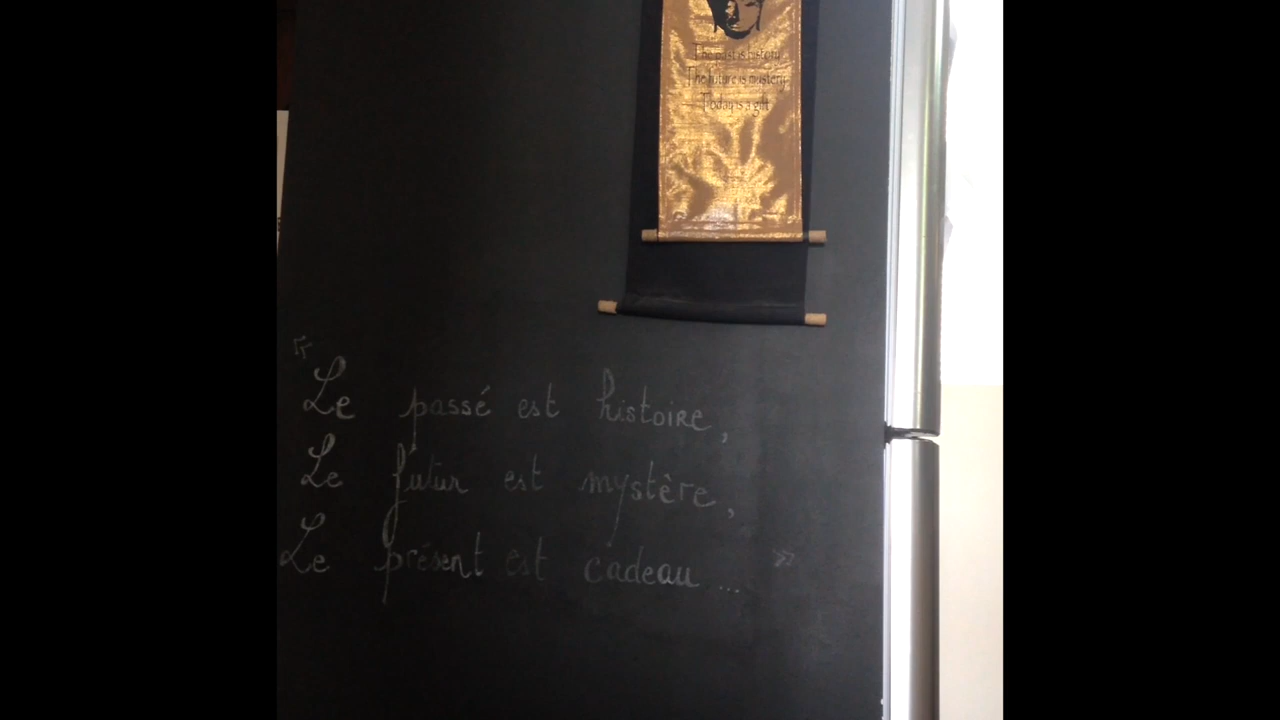 The past is history
The future is mystery
Today is a gift
« Le passé est histoire,
Le futur est mystère,
Le présent est cadeau ... »